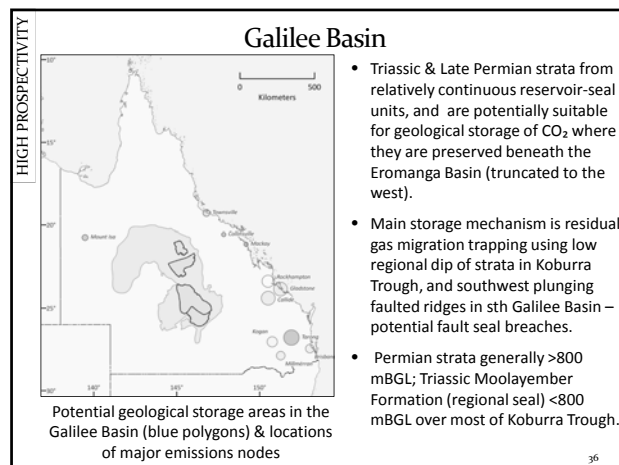 HIGH PROSPECTIVITY
Galilee Basin
-10°
0 500
Kilometers
-15°
Townsville
-20°
Mount Isa
Collinsville
Mackay
Rockhampton
Gladstone
Callide
-25°
Kogan
Tarong
Brisbane
Millmerran
-30°
140° 145° 150°
Potential geological storage areas in the
Galilee Basin (blue polygons) & locations
of major emissions nodes
• Triassic & Late Permian strata from
relatively continuous reservoir-seal
units, and are potentially suitable
for geological storage of CO₂ where
they are preserved beneath the
Eromanga Basin (truncated to the
west).
• Main storage mechanism is residual
gas migration trapping using low
regional dip of strata in Koburra
Trough, and southwest plunging
faulted ridges in sth Galilee Basin –
potential fault seal breaches.
• Permian strata generally >800
mBGL; Triassic Moolayember
Formation (regional seal) <800
mBGL over most of Koburra Trough.
36